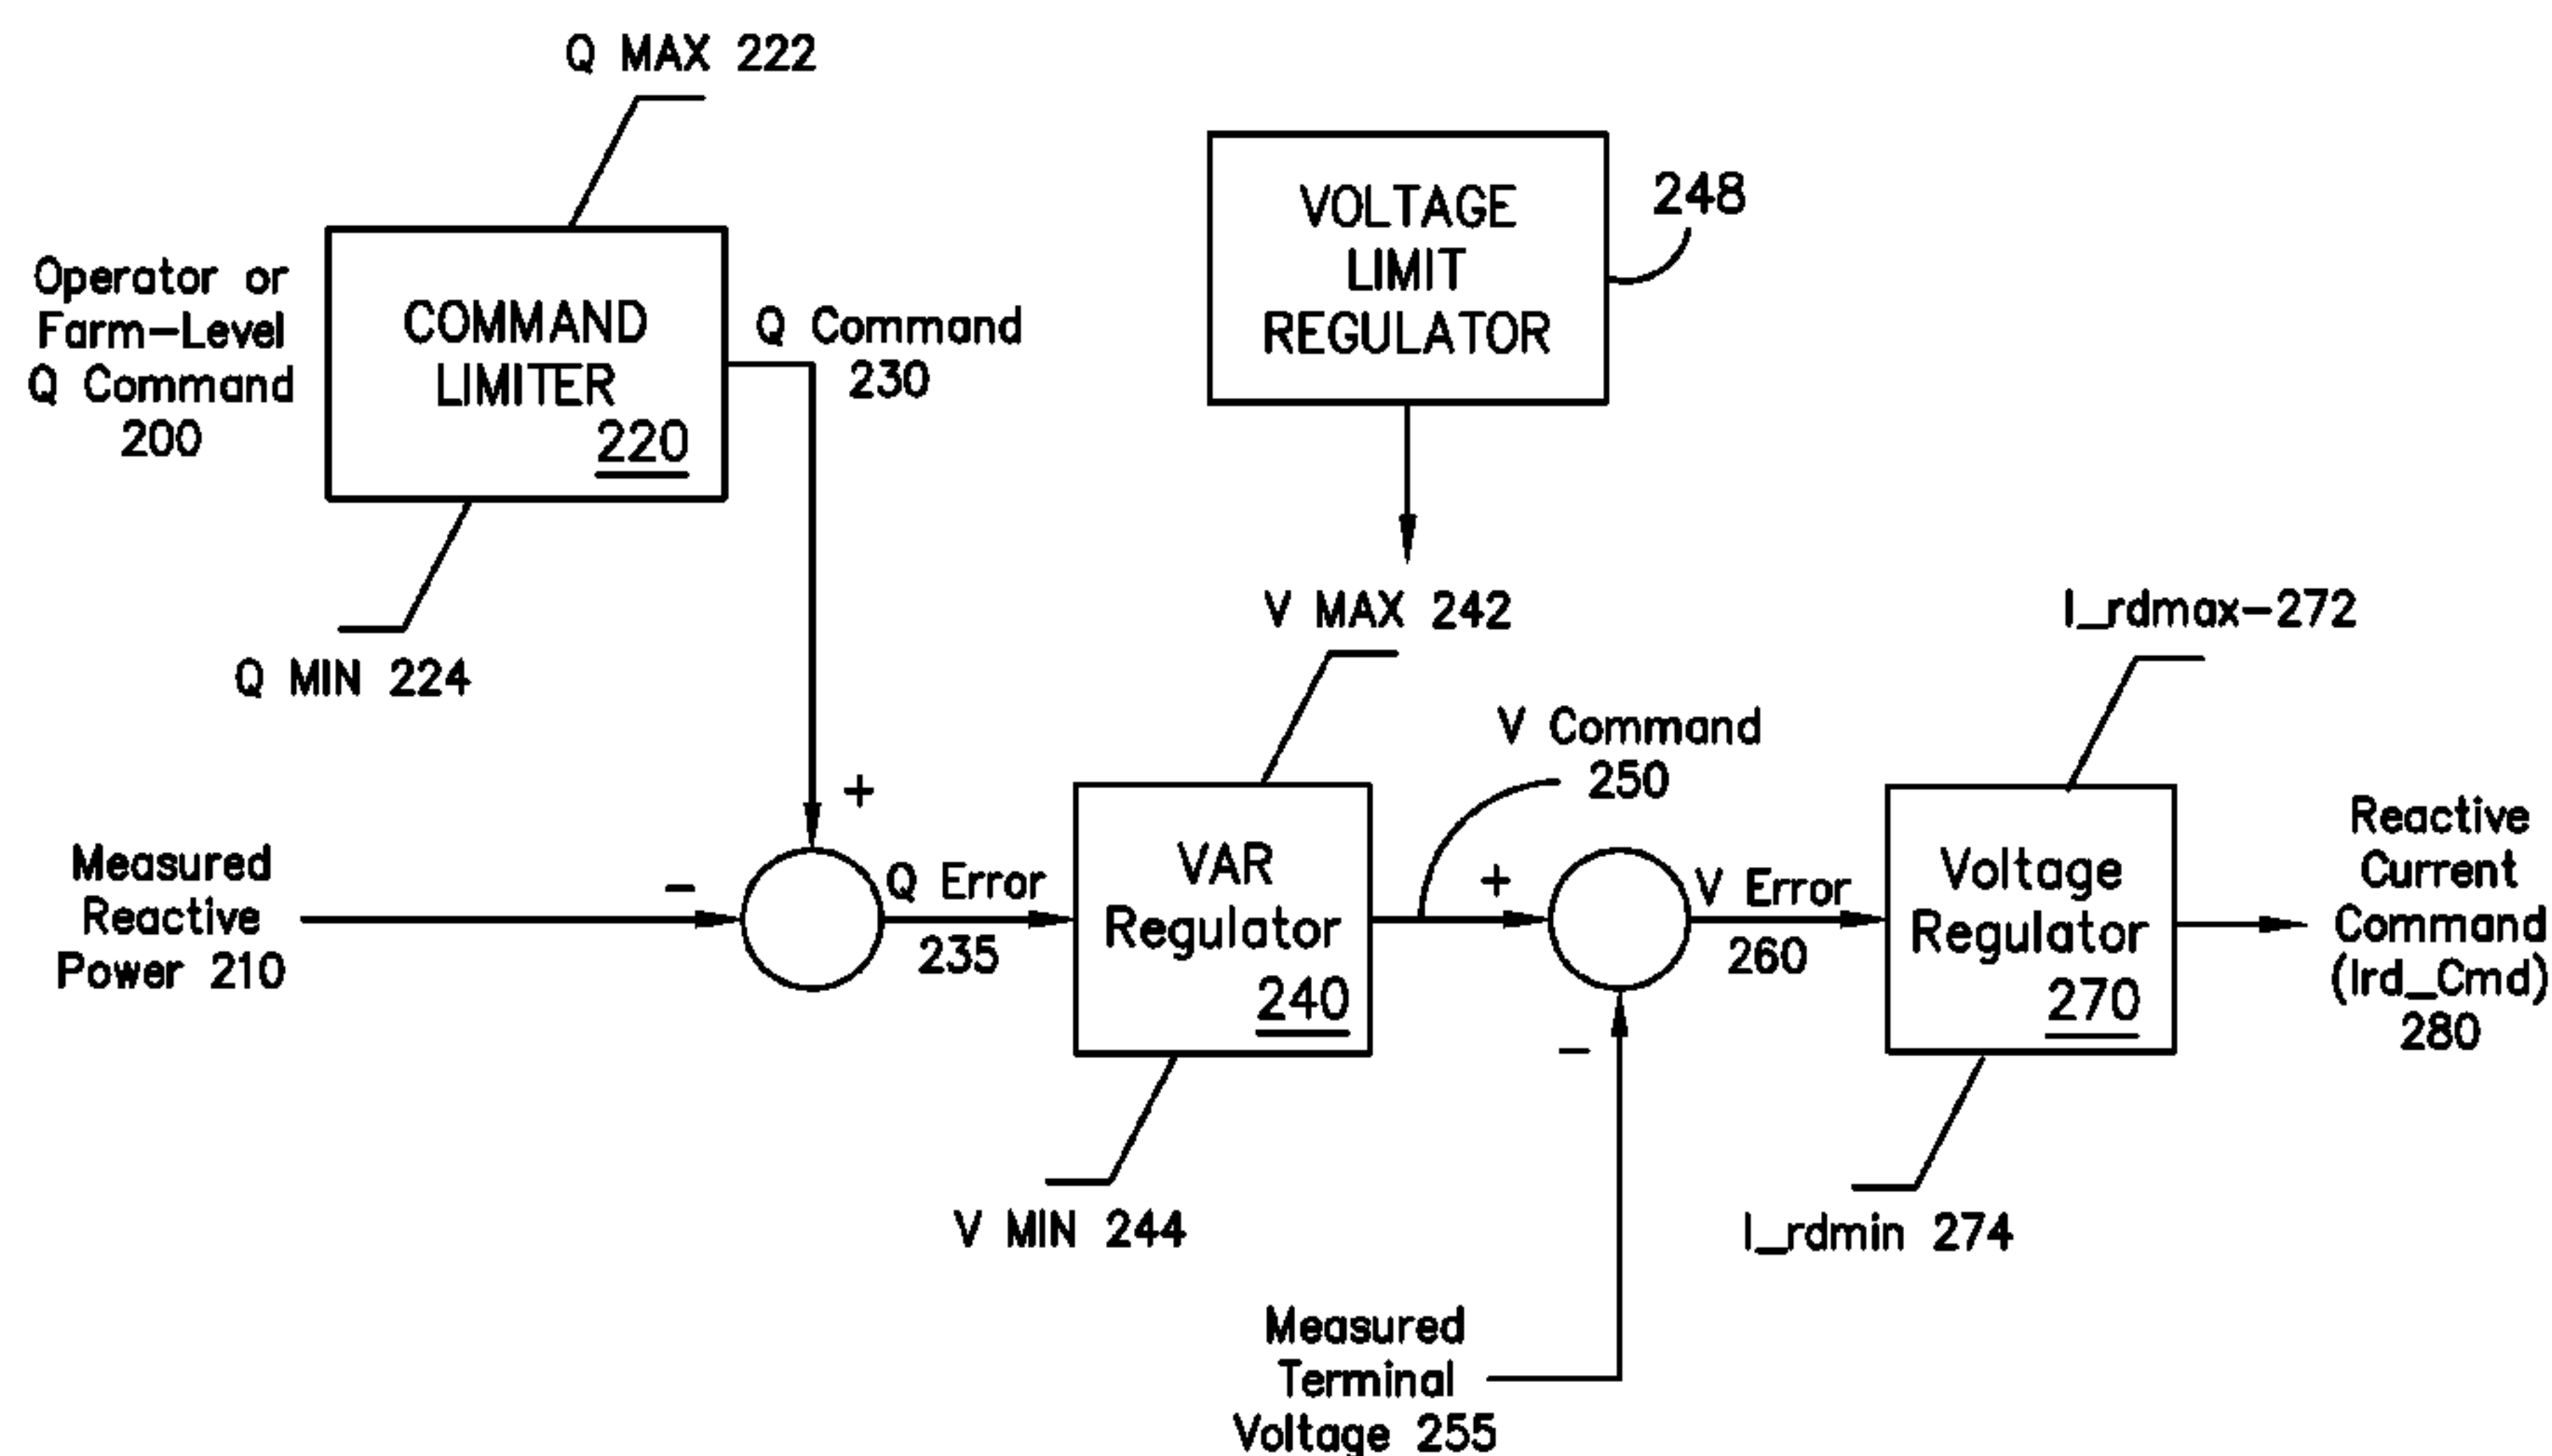 Q MAX 222
Operator or
Farm-Level
Q Command
200
COMMAND
LIMITER
220
Q Command
230
Q MIN 224
VOLTAGE
LIMIT
REGULATOR
248
V MAX 242
I_rdmax-272
V Command
250
+
Measured
Reactive
Power 210
-
Q Error
235
VAR
Regulator
240
+
-
V Error
260
Voltage
Regulator
270
Reactive
Current
Command
(Ird_Cmd)
280
V MIN 244
I_rdmin 274
Measured
Terminal
Voltage 255